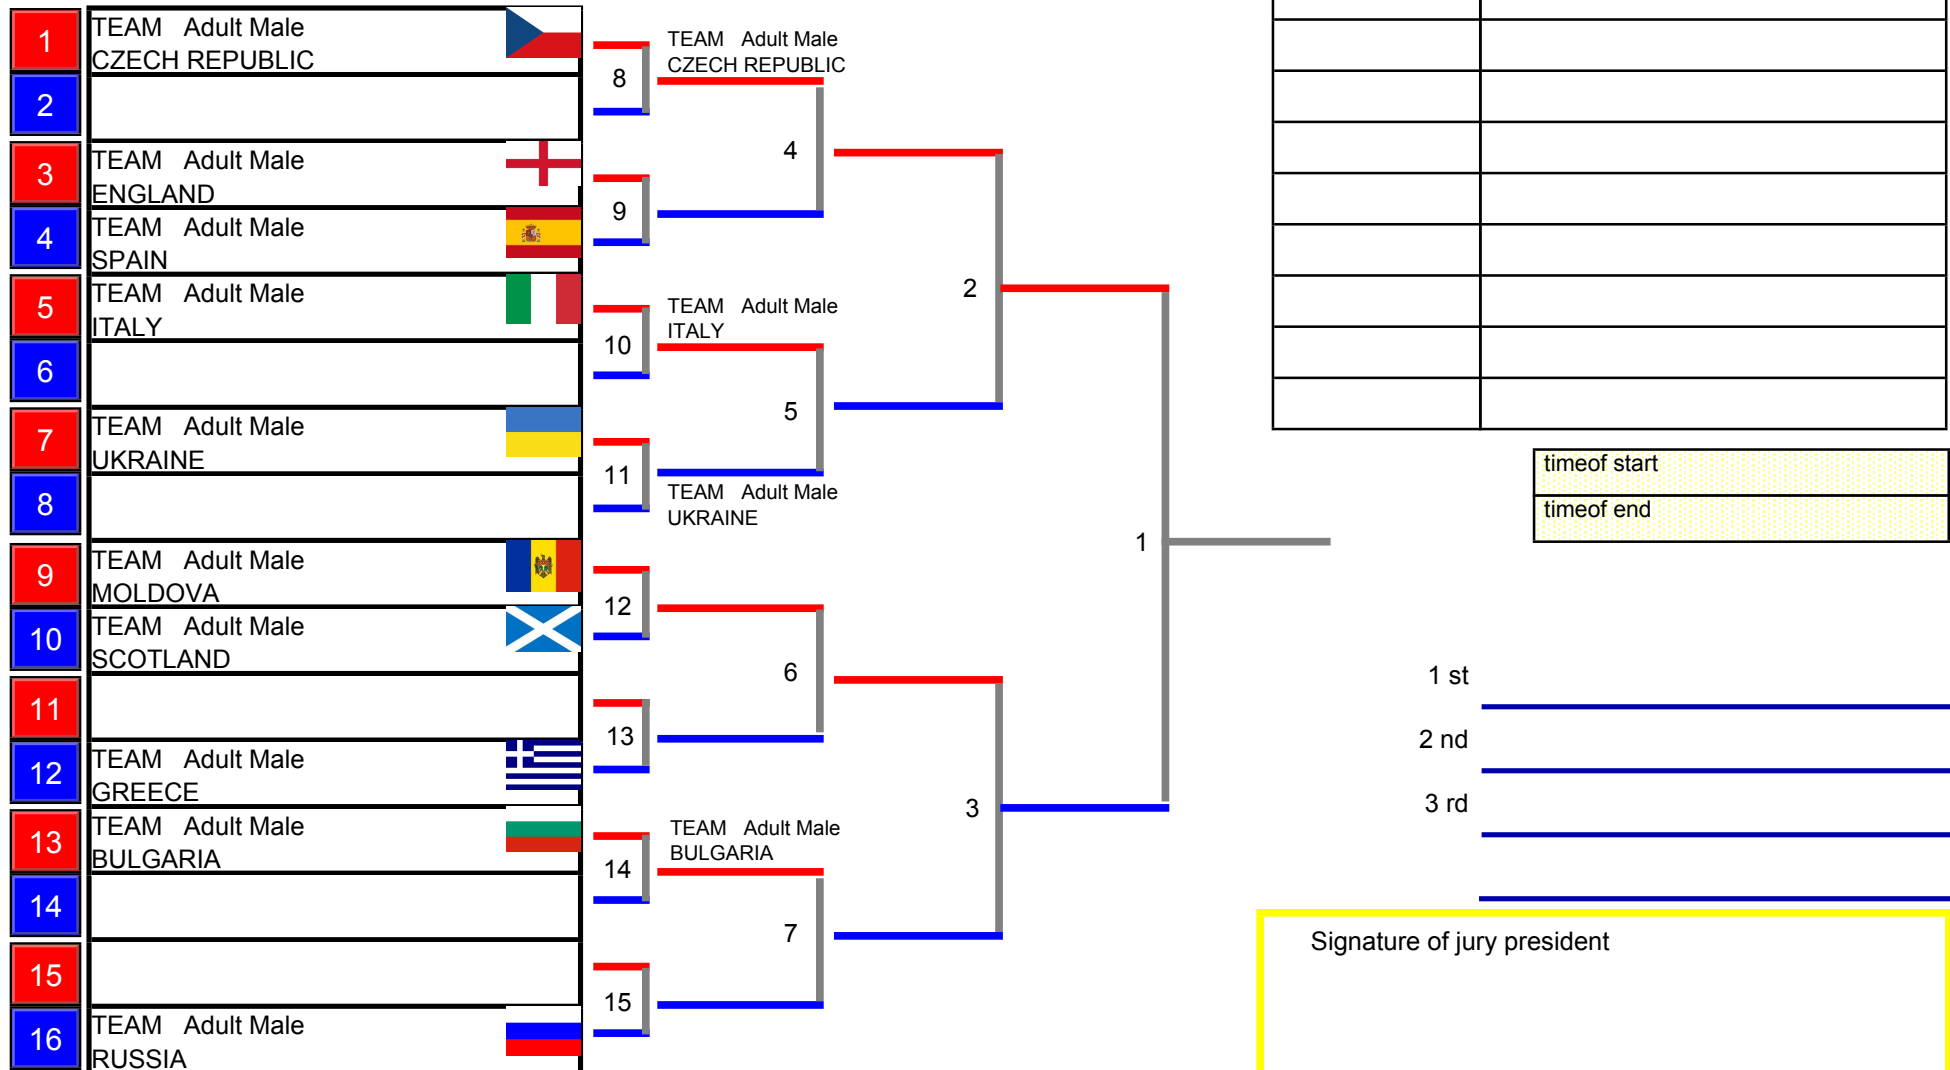 1
TEAM Adult Male
CZECH REPUBLIC
2
3
TEAM Adult Male
ENGLAND
4
TEAM Adult Male
SPAIN
5
TEAM Adult Male
ITALY
6
7
TEAM Adult Male
UKRAINE
8
9
TEAM Adult Male
MOLDOVA
10
TEAM Adult Male
SCOTLAND
11
12
TEAM Adult Male
GREECE
13
TEAM Adult Male
BULGARIA
14
15
16
TEAM Adult Male
RUSSIA
8
9
10
11
12
13
14
15
TEAM Adult Male
CZECH REPUBLIC
4
TEAM Adult Male
ITALY
5
TEAM Adult Male
UKRAINE
6
TEAM Adult Male
BULGARIA
7
2
3
1
timeof start
timeof end
1 st
2 nd
3 rd
Signature of jury president